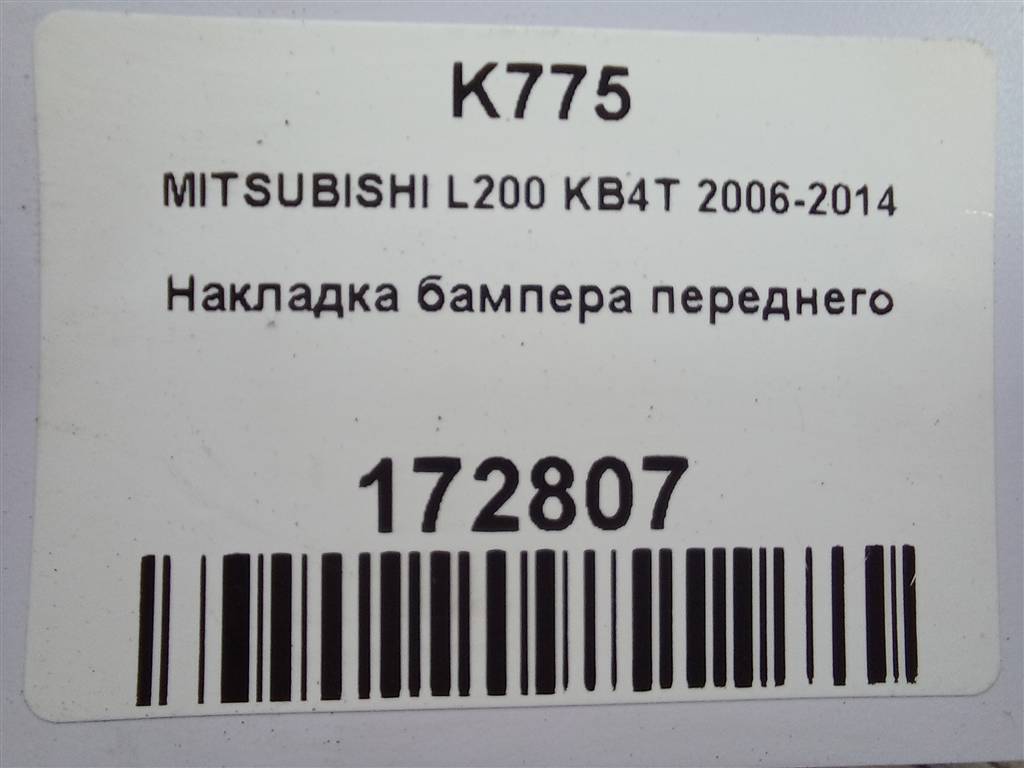 K775
MITSUBISHI L200 KB4T 2006-2014
Накладка бампера переднего
172807